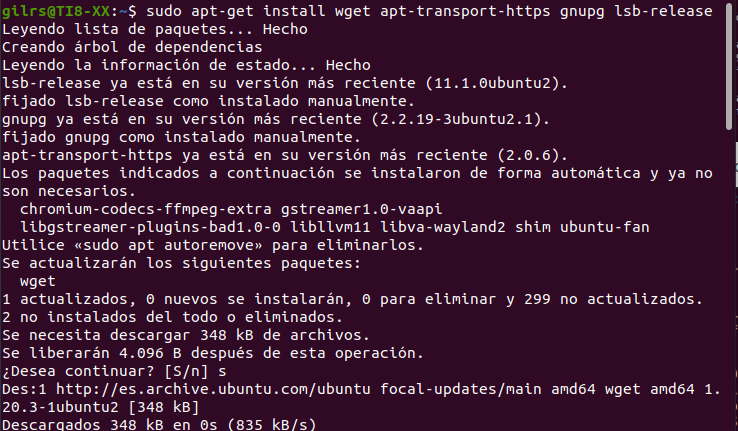 gilrs@TI8-XX:~$ sudo apt-get install wget apt-transport-https gnupg lsb-release
Leyendo lista de paquetes... Hecho
Creando árbol de dependencias
Leyendo la información de estado... Hecho
lsb-release ya está en su versión más reciente (11.1.0ubuntu2).
fijado lsb-release como instalado manualmente.
gnupg ya está en su versión más reciente (2.2.19-3ubuntu2.1).
fijado gnupg como instalado manualmente.
apt-transport-https ya está en su versión más reciente (2.0.6).
Los paquetes indicados a continuación se instalaron de forma automática y ya no
son necesarios.
  chromium-codecs-ffmpeg-extra gstreamer1.0-vaapi
  libgstreamer-plugins-bad1.0-0 libllvm11 libva-wayland2 shim ubuntu-fan
Utilice «sudo apt autoremove» para eliminarlos.
Se actualizarán los siguientes paquetes:
  wget
1 actualizados, 0 nuevos se instalarán, 0 para eliminar y 299 no actualizados.
2 no instalados del todo o eliminados.
Se necesita descargar 348 kB de archivos.
Se liberarán 4.096 B después de esta operación.
¿Desea continuar? [S/n] s
Des:1 http://es.archive.ubuntu.com/ubuntu focal-updates/main amd64 wget amd64 1.
20.3-1ubuntu2 [348 kB]
Descargados 348 kB en 0s (835 kB/s)